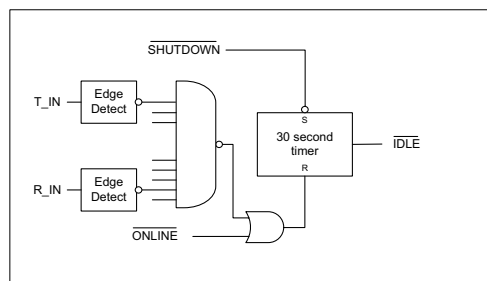 SHUTDOWN
T_IN
Edge
Detect
S
30 second
timer
R
IDLE
R_IN
Edge
Detect
ONLINE